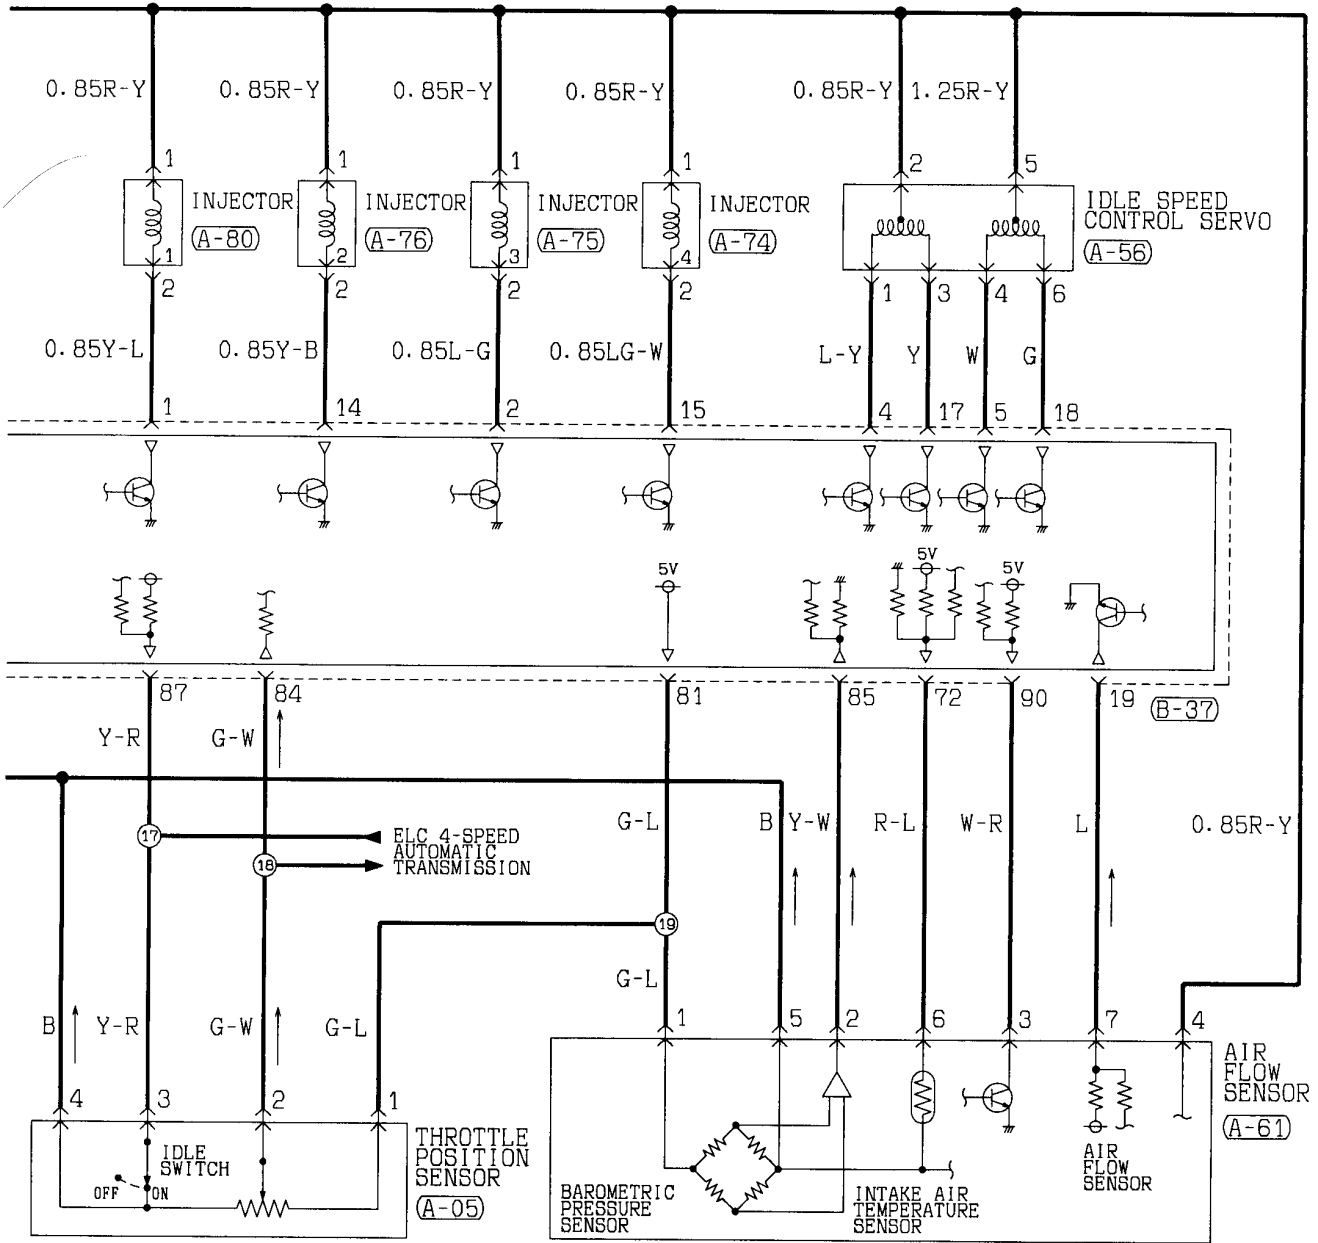 0.85R-Y 0.85R-Y 0.85R-Y 0.85R-Y 0.85R-Y 1.25R-Y
1 1 1 1 2 5
INJECTOR INJECTOR INJECTOR INJECTOR IDLE SPEED
CONTROL SERVO
A-80 A-76 A-75 A-74 A-56
1 2 3 4
2 2 2 2 1 3 4 6
0.85Y-L 0.85Y-B 0.85L-G 0.85LG-W L-Y Y W G
1 14 2 15 4 17 5 18
5V 5V 5V
87 84 81 85 72 90 19 B-37
Y-R G-W
G-L B Y-W R-L W-R L 0.85R-Y
17 ELC 4-SPEED
AUTOMATIC
18 TRANSMISSION
19
G-L
B Y-R G-W G-L
1 5 2 6 3 7 4
AIR
FLOW
SENSOR
A-61
4 3 2 1
THROTTLE
POSITION
SENSOR
A-05
IDLE
SWITCH
OFF ON
BAROMETRIC
PRESSURE
SENSOR
INTAKE AIR
TEMPERATURE
SENSOR
AIR
FLOW
SENSOR